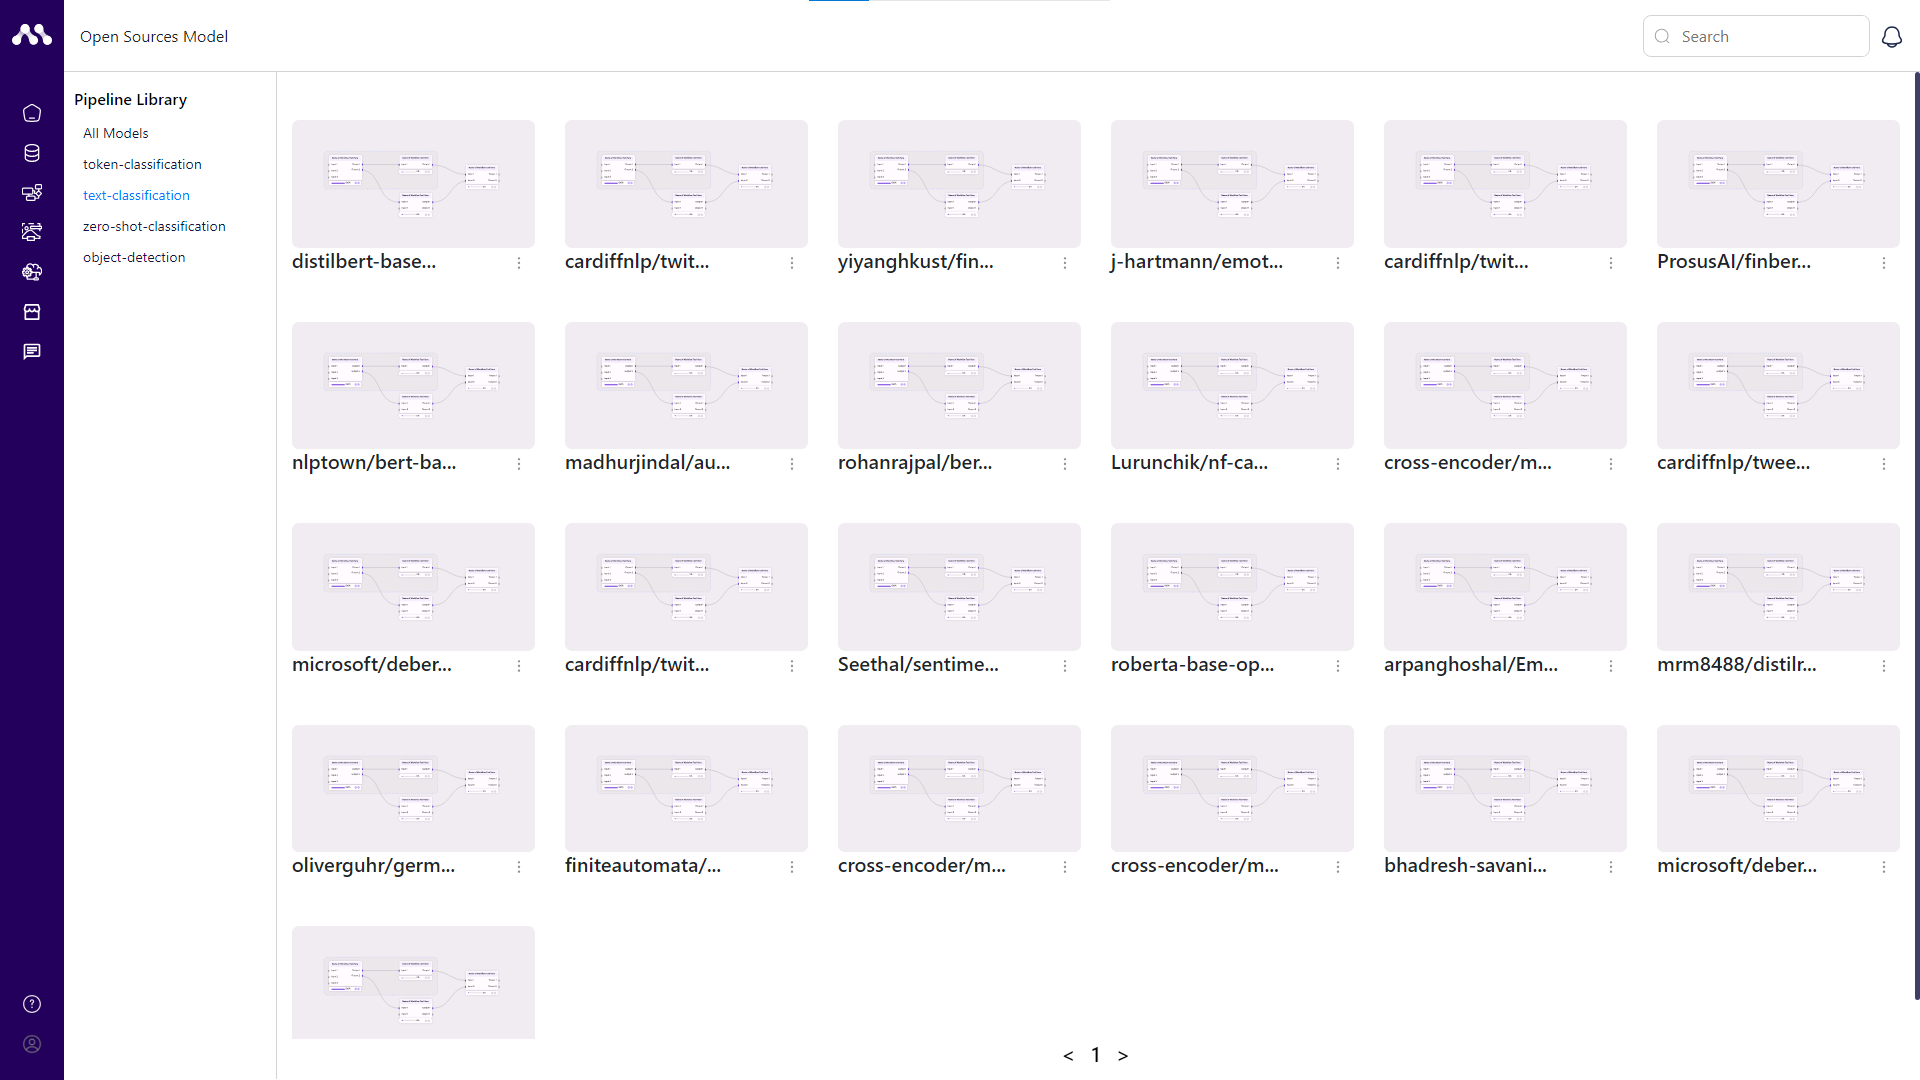 Open Sources Model
Search
Pipeline Library
All Models
token-classification
text-classification
zero-shot-classification
object-detection
distilbert-base...
cardiffnlp/twit...
yiyanghkust/fin...
j-hartmann/emot...
cardiffnlp/twit...
ProsusAI/finber...
nlptown/bert-ba...
madhurjindal/au...
rohanrajpal/ber...
Lurunchik/nf-ca...
cross-encoder/m...
cardiffnlp/twee...
microsoft/deber...
cardiffnlp/twit...
Seethal/sentime...
roberta-base-op...
arpanghoshal/Em...
mrm8488/distilr...
oliverguhr/germ...
finiteautomata/...
cross-encoder/m...
cross-encoder/m...
bhadresh-savani...
microsoft/deber...
< 1 >